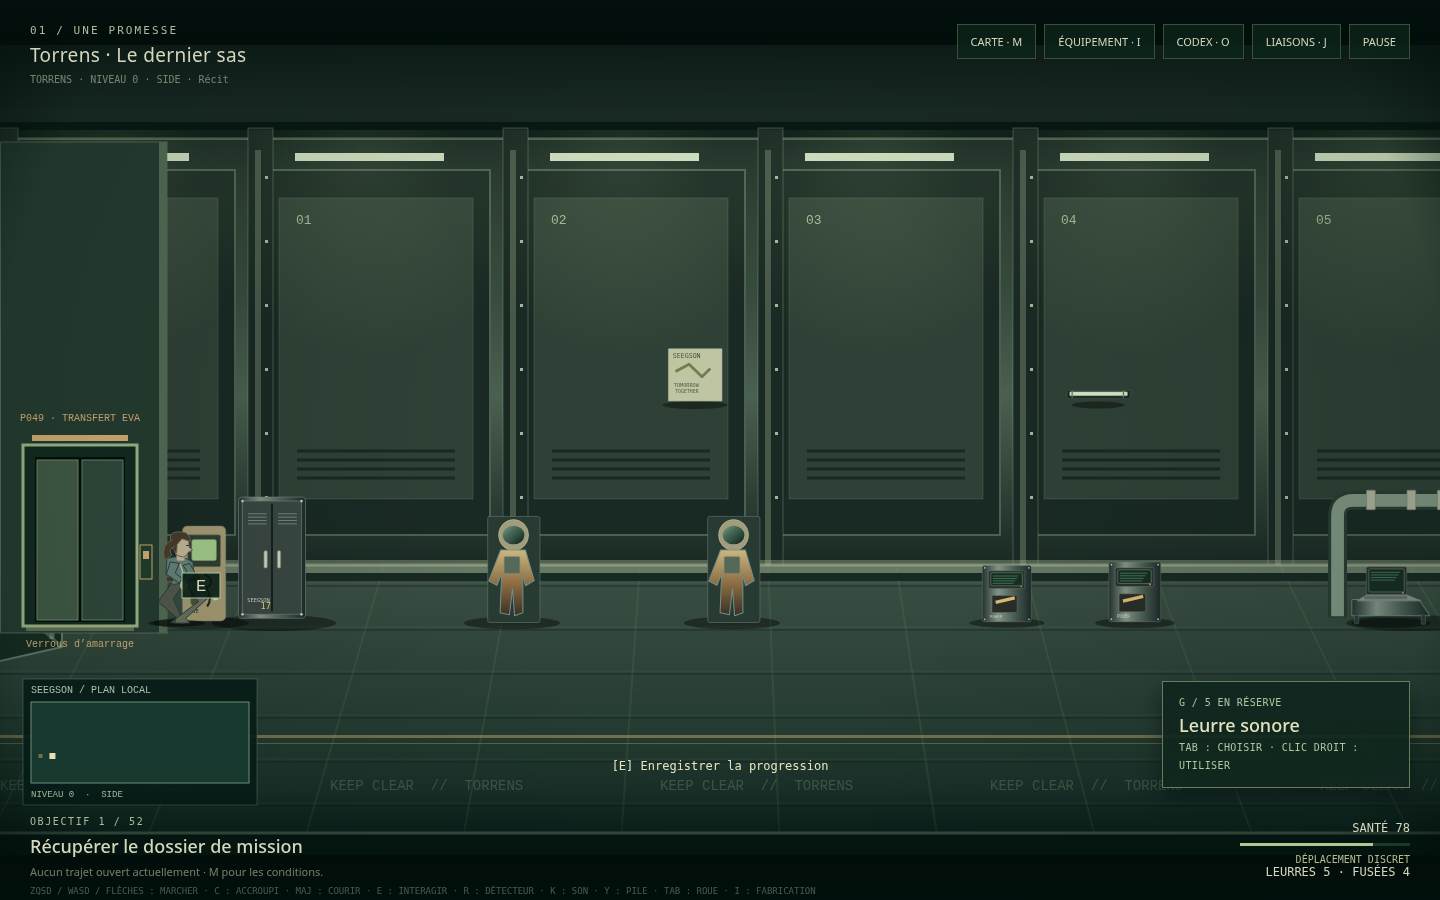 01 / UNE PROMESSE
Torrens · Le dernier sas
TORRENS · NIVEAU 0 · SIDE · Récit
CARTE · M
ÉQUIPEMENT · I
CODEX · O
LIAISONS · J
PAUSE
01
02
03
04
05
SEEGSON
TOMORROW
TOGETHER
P049 · TRANSFERT EVA
E
SEEGSON
17
POWER
Verrous d’amarrage
SEEGSON / PLAN LOCAL
NIVEAU 0 · SIDE
G / 5 EN RÉSERVE
Leurre sonore
TAB : CHOISIR · CLIC DROIT :
UTILISER
[E] Enregistrer la progression
KEEP CLEAR // TORRENS
KEEP CLEAR // TORRENS
KEEP CLEAR // TORRENS
OBJECTIF 1 / 52
Récupérer le dossier de mission
Aucun trajet ouvert actuellement · M pour les conditions.
ZQSD / WASD / FLÈCHES : MARCHER · C : ACCROUPI · MAJ : COURIR · E : INTERAGIR · R : DÉTECTEUR · K : SON · Y : PILE · TAB : ROUE · I : FABRICATION
SANTÉ 78
DÉPLACEMENT DISCRET
LEURRES 5 · FUSÉES 4